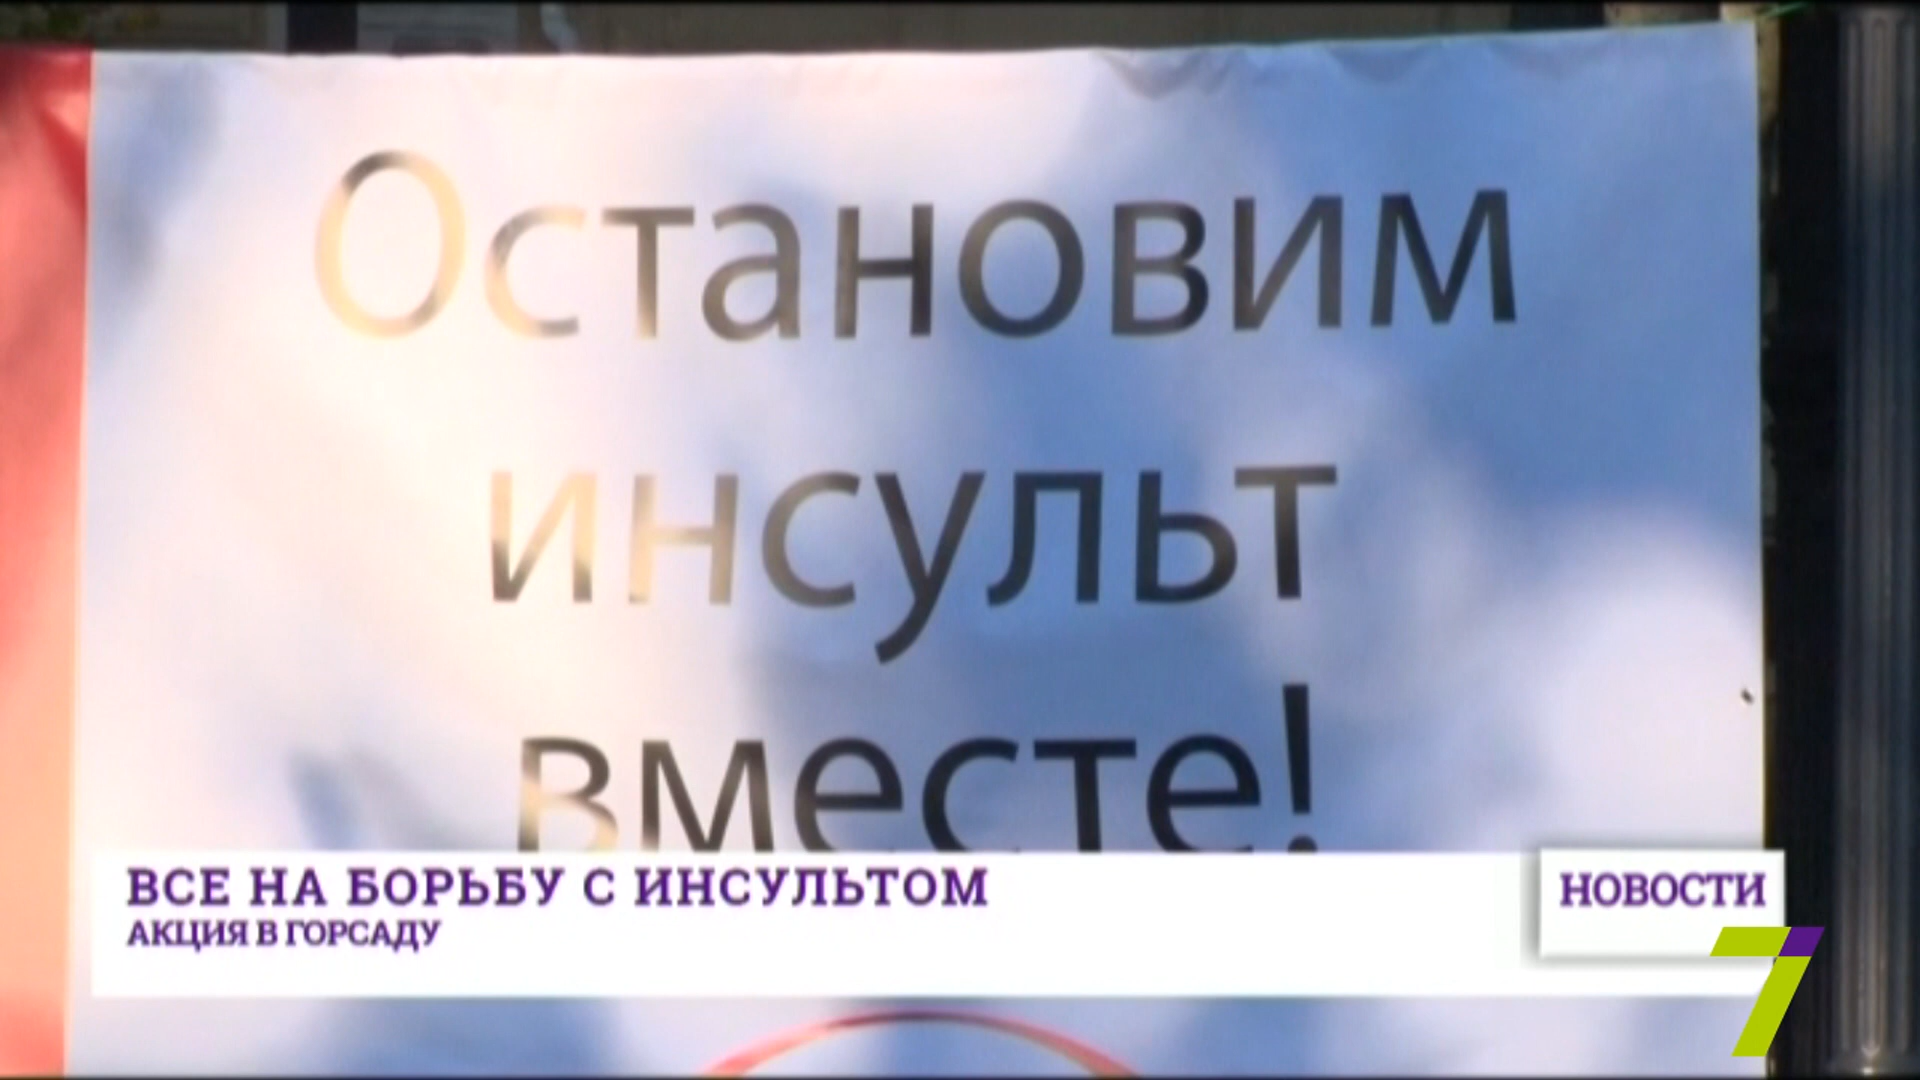 Остановим
инсульт
вместе!
ВСЕ НА БОРЬБУ С ИНСУЛЬТОМ
АКЦИЯ В ГОРСАДУ
НОВОСТИ
7